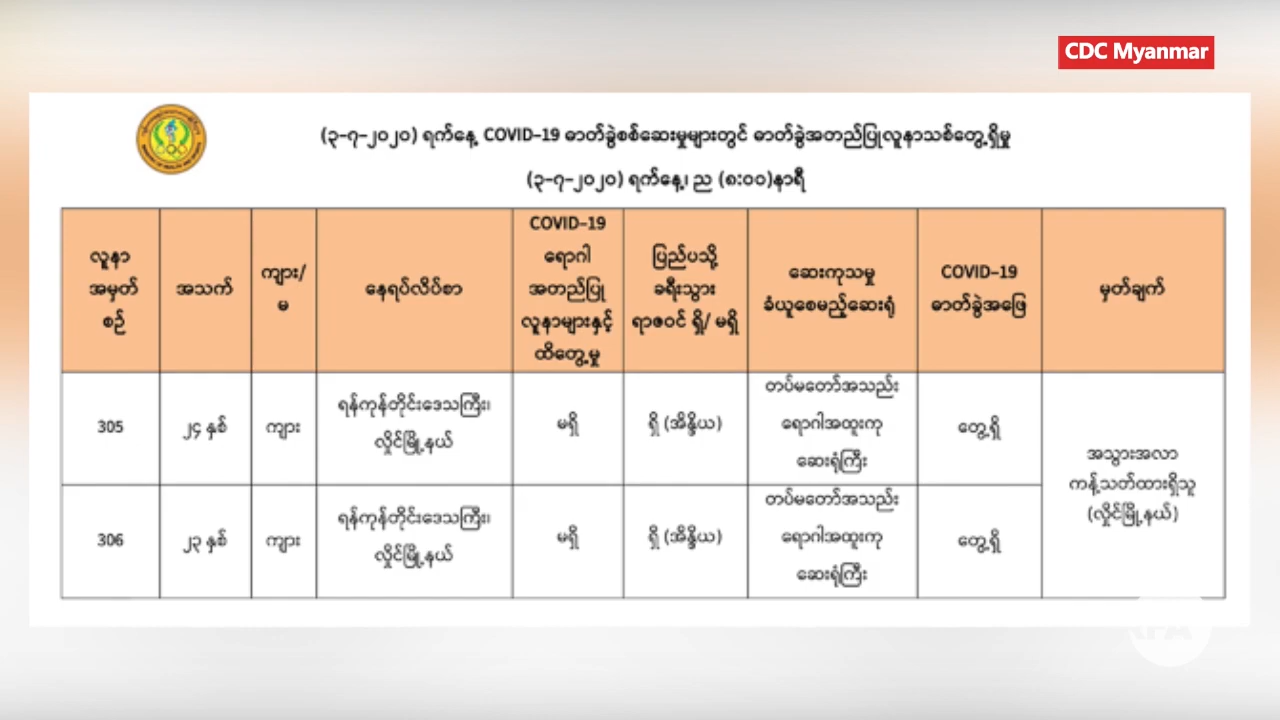 CDC Myanmar
(၃-၇-၂၀၂၀) ရက်နေ့ COVID-19 ဓာတ်ခွဲစစ်ဆေးမှုများတွင် ဓာတ်ခွဲအတည်ပြုလူနာသစ်တွေ့ရှိမှု
(၃-၇-၂၀၂၀) ရက်နေ့၊ ည (၈:၀၀)နာရီ
လူနာ
အမှတ်
စဉ်
အသက်
ကျား/
မ
နေရပ်လိပ်စာ
COVID-19
ရောဂါ
အတည်ပြု
လူနာများနှင့်
ထိတွေ့မှု
ပြည်ပသို့
ခရီးသွား
ရာဇဝင် ရှိ/ မရှိ
ဆေးကုသမှု
ခံယူစေမည့်ဆေးရုံ
COVID-19
ဓာတ်ခွဲအဖြေ
မှတ်ချက်
305
၂၄ နှစ်
ကျား
ရန်ကုန်တိုင်းဒေသကြီး၊
လှိုင်မြို့နယ်
မရှိ
ရှိ (အိန္ဒိယ)
တပ်မတော်အသည်း
ရောဂါအထူးကု
ဆေးရုံကြီး
တွေ့ရှိ
အသွားအလာ
ကန့်သတ်ထားရှိသူ
(လှိုင်မြို့နယ်)
306
၂၃ နှစ်
ကျား
ရန်ကုန်တိုင်းဒေသကြီး၊
လှိုင်မြို့နယ်
မရှိ
ရှိ (အိန္ဒိယ)
တပ်မတော်အသည်း
ရောဂါအထူးကု
ဆေးရုံကြီး
တွေ့ရှိ
RFA